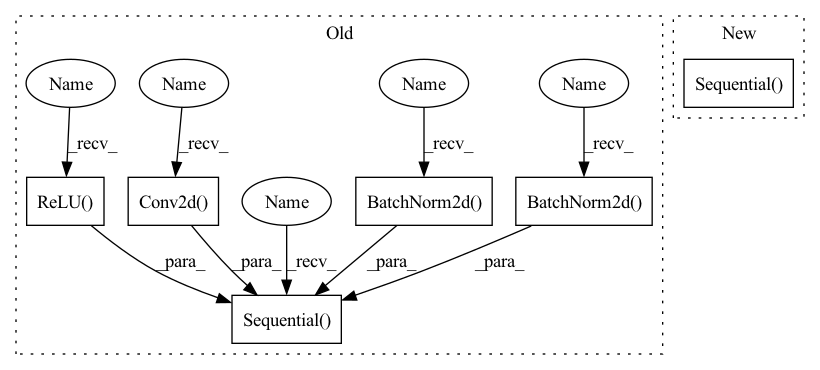 Old
New
Name
Name
Name
Name
Sequential()
_recv_
_recv_
_recv_
_recv_
ReLU()
Conv2d()
Name
BatchNorm2d()
BatchNorm2d()
_para_
_para_
_recv_
_para_
_para_
Sequential()